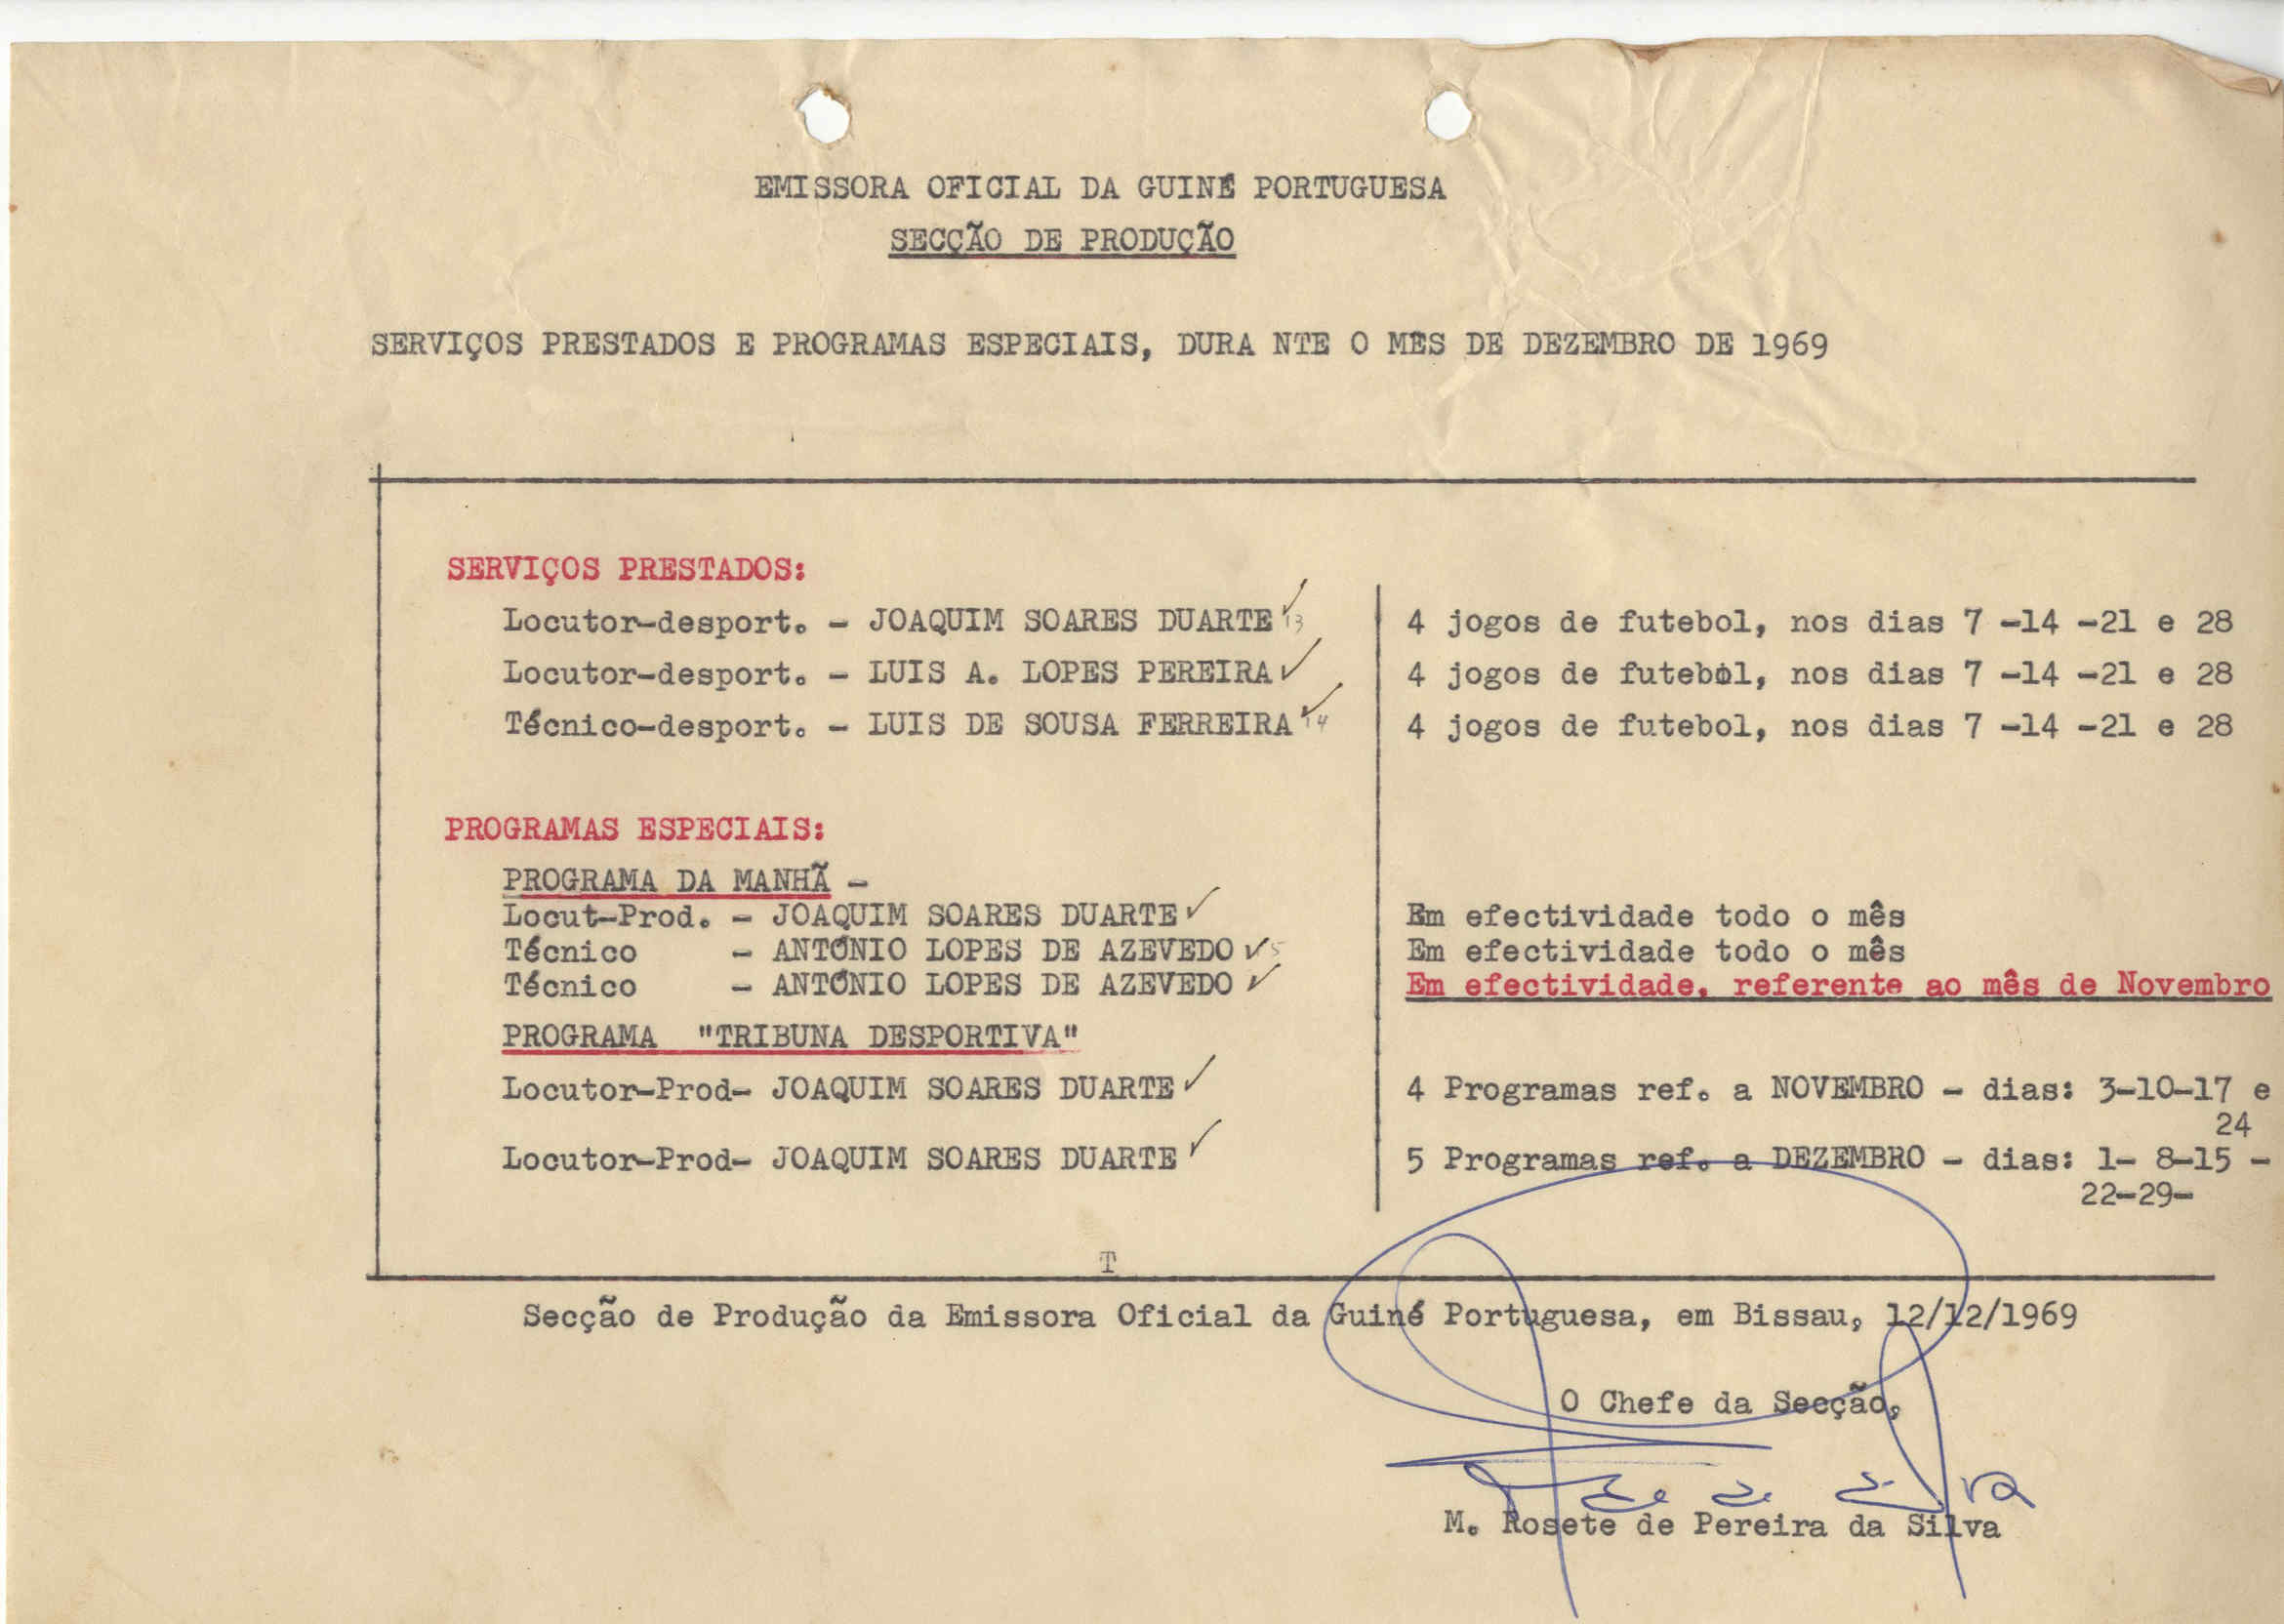 EMISSORA OFICIAL DA GUINÉ PORTUGUESA
SECÇÃO DE PRODUÇÃO
SERVIÇOS PRESTADOS E PROGRAMAS ESPECIAIS, DURA NTE O MÊS DE DEZEMBRO DE 1969
SERVIÇOS PRESTADOS:
Locutor-desport. - JOAQUIM SOARES DUARTE ✓ 13 4 jogos de futebol, nos dias 7 -14 -21 e 28
Locutor-desport. - LUIS A. LOPES PEREIRA ✓ 4 jogos de futebol, nos dias 7 -14 -21 e 28
Técnico-desport. - LUIS DE SOUSA FERREIRA ✓ 14 4 jogos de futebol, nos dias 7 -14 -21 e 28
PROGRAMAS ESPECIAIS:
PROGRAMA DA MANHÃ -
Locut-Prod. - JOAQUIM SOARES DUARTE ✓ Em efectividade todo o mês
Técnico - ANTÓNIO LOPES DE AZEVEDO ✓ 5 Em efectividade todo o mês
Técnico - ANTÓNIO LOPES DE AZEVEDO ✓ Em efectividade, referente ao mês de Novembro
PROGRAMA "TRIBUNA DESPORTIVA"
Locutor-Prod- JOAQUIM SOARES DUARTE ✓ 4 Programas ref. a NOVEMBRO - dias: 3-10-17 e
24
Locutor-Prod- JOAQUIM SOARES DUARTE ✓ 5 Programas ref. a DEZEMBRO - dias: 1- 8-15 -
22-29-
T
Secção de Produção da Emissora Oficial da Guiné Portuguesa, em Bissau, 12/12/1969
O Chefe da Secção,
M. Rosete de Pereira da Silva